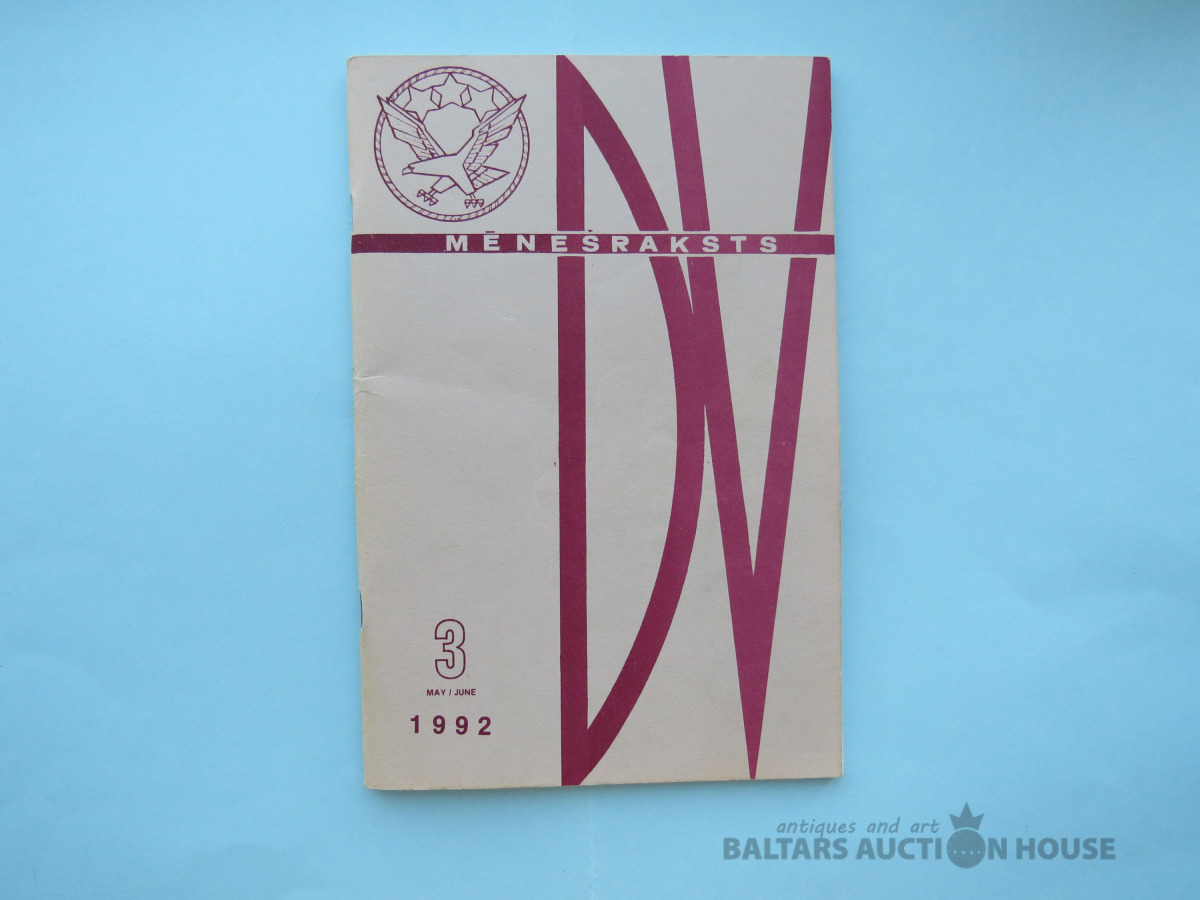 DV
MĒNEŠRAKSTS
3
MAY / JUNE
1992
antiques and art
BALTARS AUCTION HOUSE